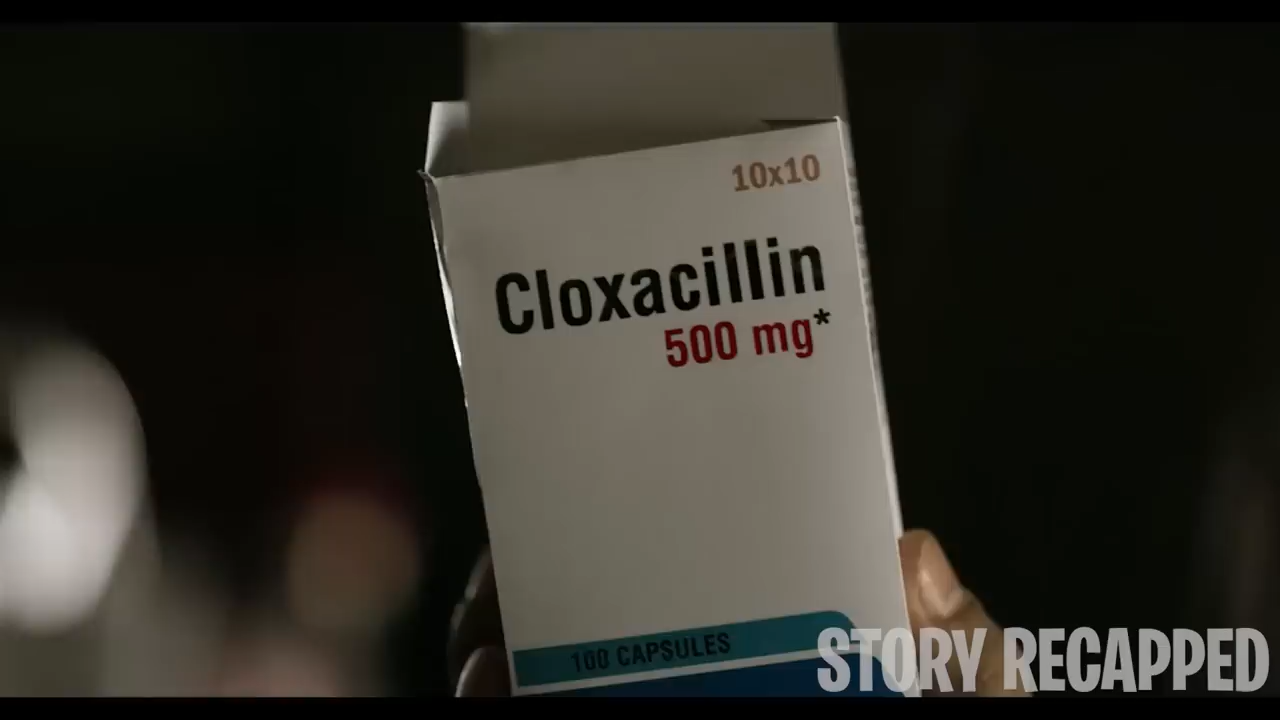 10x10
Cloxacillin
500 mg*
100 CAPSULES
STORY RECAPPED